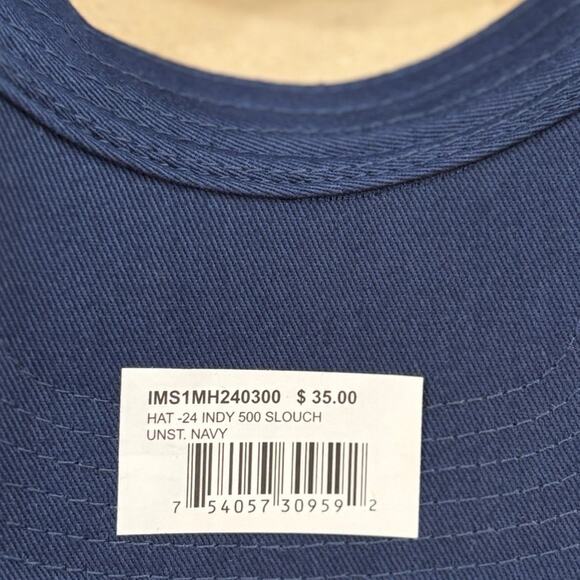 IMS1MH240300 $ 35.00
HAT -24 INDY 500 SLOUCH
UNST. NAVY
7 54057 30959 2